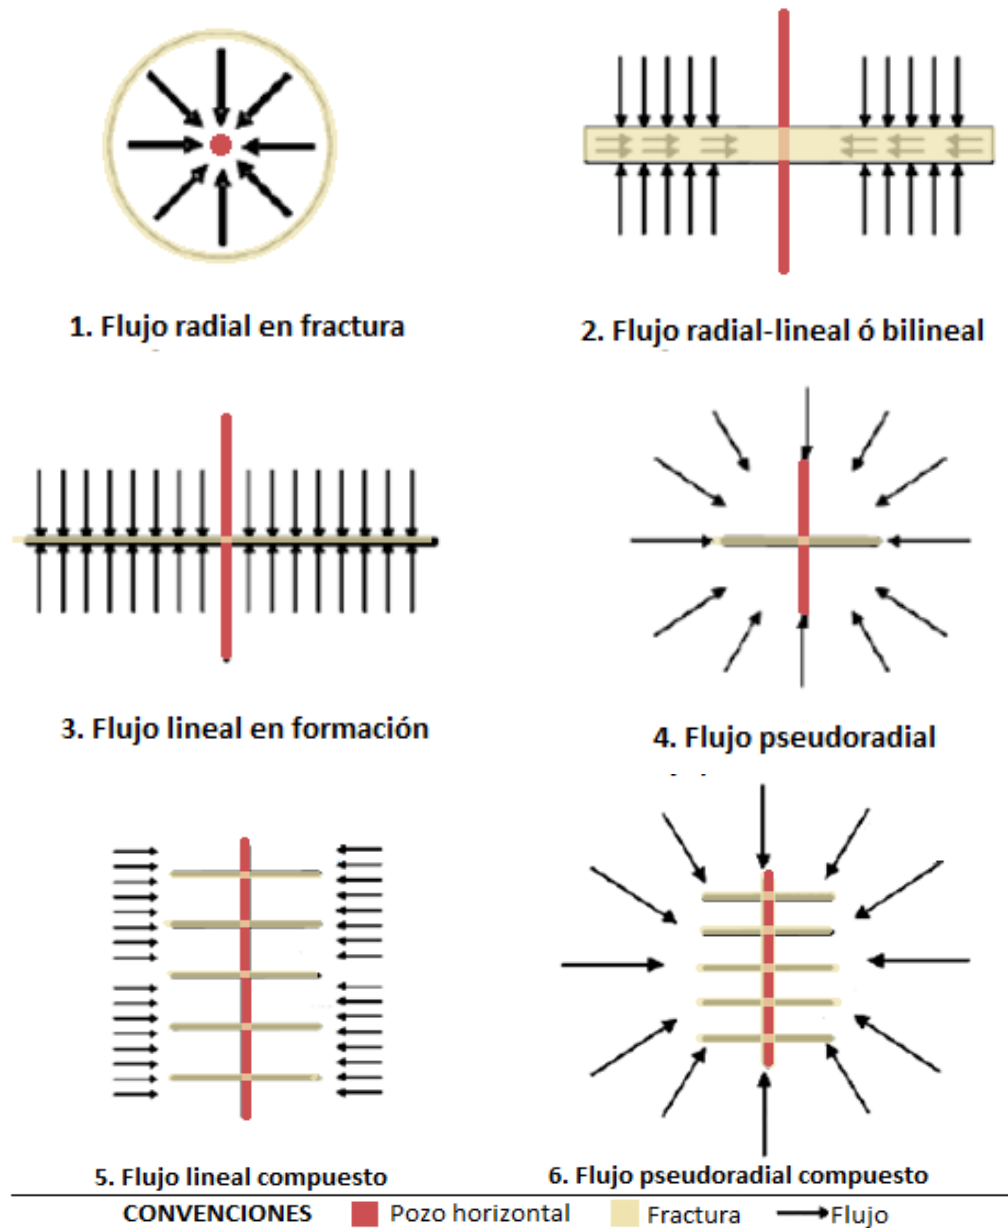 1. Flujo radial en fractura
2. Flujo radial-lineal ó bilineal
3. Flujo lineal en formación
4. Flujo pseudoradial
5. Flujo lineal compuesto
6. Flujo pseudoradial compuesto
CONVENCIONES Pozo horizontal Fractura Flujo